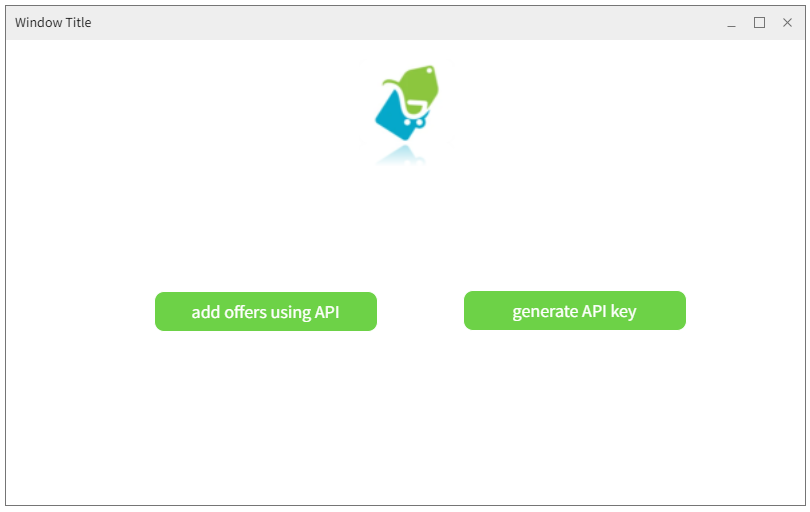 Window Title
add offers using API
generate API key